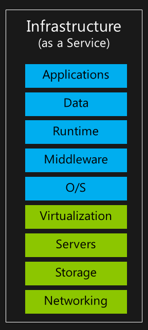 Infrastructure
(as a Service)
Applications
Data
Runtime
Middleware
O/S
Virtualization
Servers
Storage
Networking